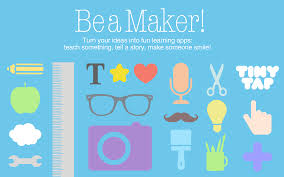 Be a Maker!
Turn your ideas into fun learning apps:
teach something, tell a story, make someone smile!
T
TINY
TAP